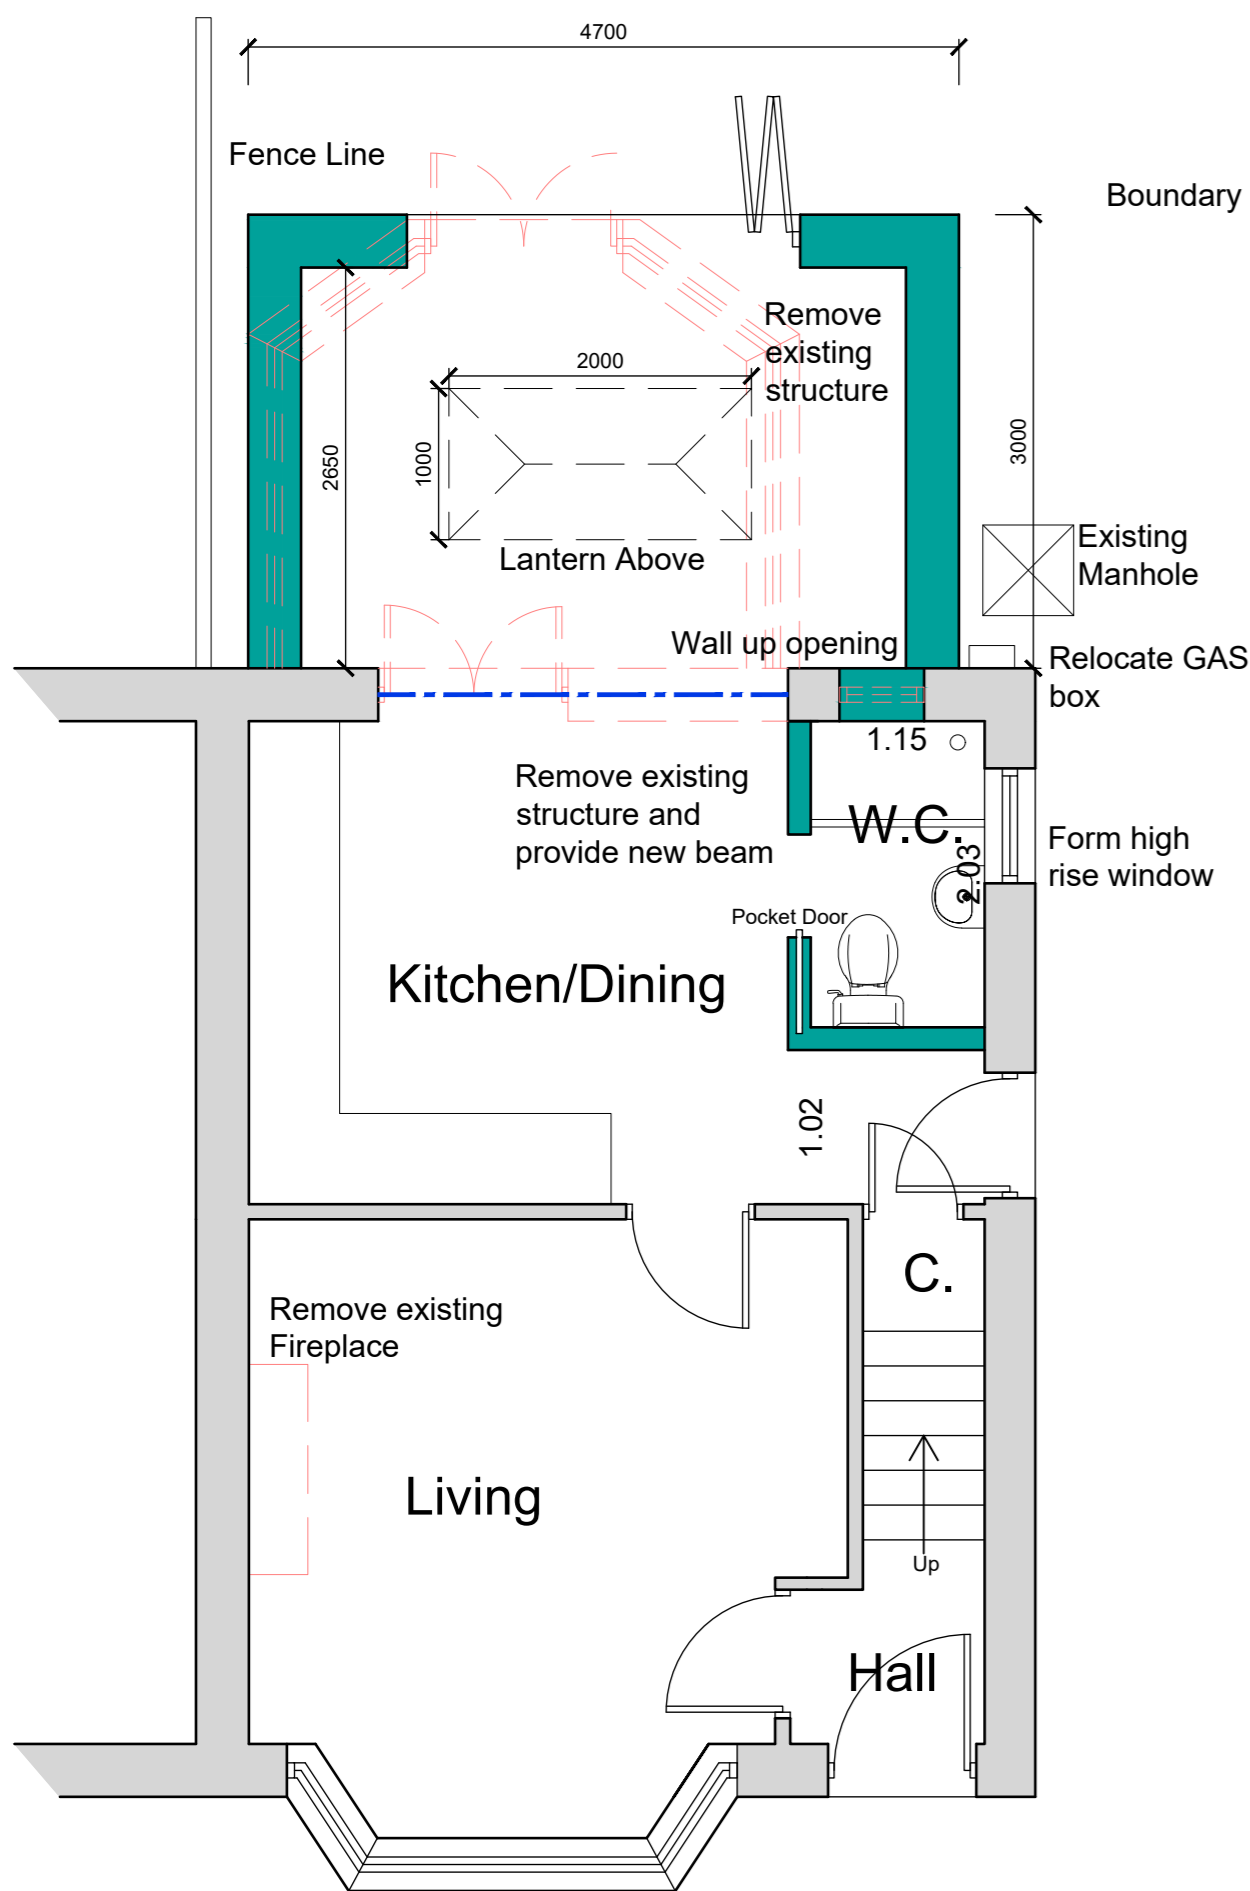 4700
Fence Line
Boundary
Remove
existing
structure
2000
1000
2650
3000
Lantern Above
Existing
Manhole
Wall up opening
Relocate GAS
box
1.15
Remove existing
structure and
provide new beam
W.C.
2.03
Form high
rise window
Pocket Door
Kitchen/Dining
1.02
C.
Remove existing
Fireplace
Living
Up
Hall